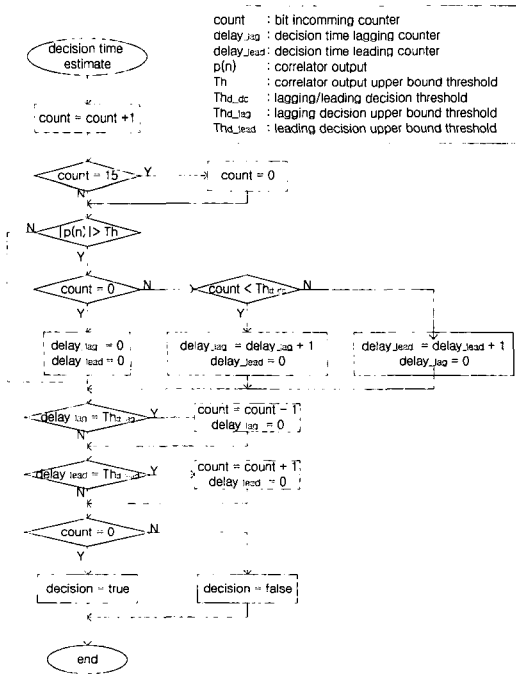 count : bit incomming counter
delay_lag : decision time lagging counter
delay_lead : decision time leading counter
p(n) : correlator output
Th : correlator output upper bound threshold
Thd_dc : lagging/leading decision threshold
Thd_lag : lagging decision upper bound threshold
Thd_lead : leading decision upper bound threshold
decision time
estimate
count = count +1
count = 15
Y
N
count = 0
N
|p(n)| > Th
Y
count = 0
N
Y
count < Thd_dc
N
Y
delay_lag = 0
delay_lead = 0
delay_lag = delay_lag + 1
delay_lead = 0
delay_lead = delay_lead + 1
delay_lag = 0
delay_lag = Thd_lag
Y
N
count = count - 1
delay_lag = 0
delay_lead = Thd_lead
Y
N
count = count + 1
delay_lead = 0
count = 0
N
Y
decision = true
decision = false
end